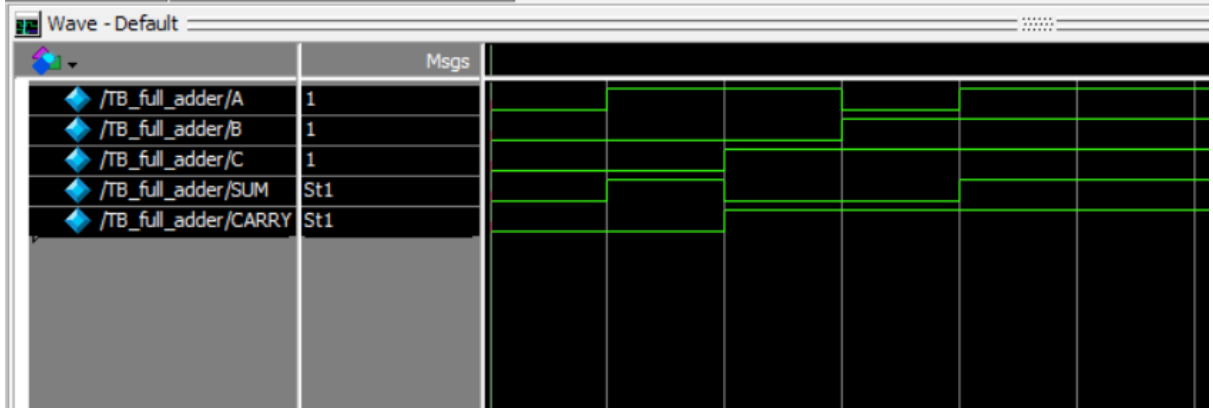 Wave - Default
Msgs
/TB_full_adder/A 1
/TB_full_adder/B 1
/TB_full_adder/C 1
/TB_full_adder/SUM St1
/TB_full_adder/CARRY St1